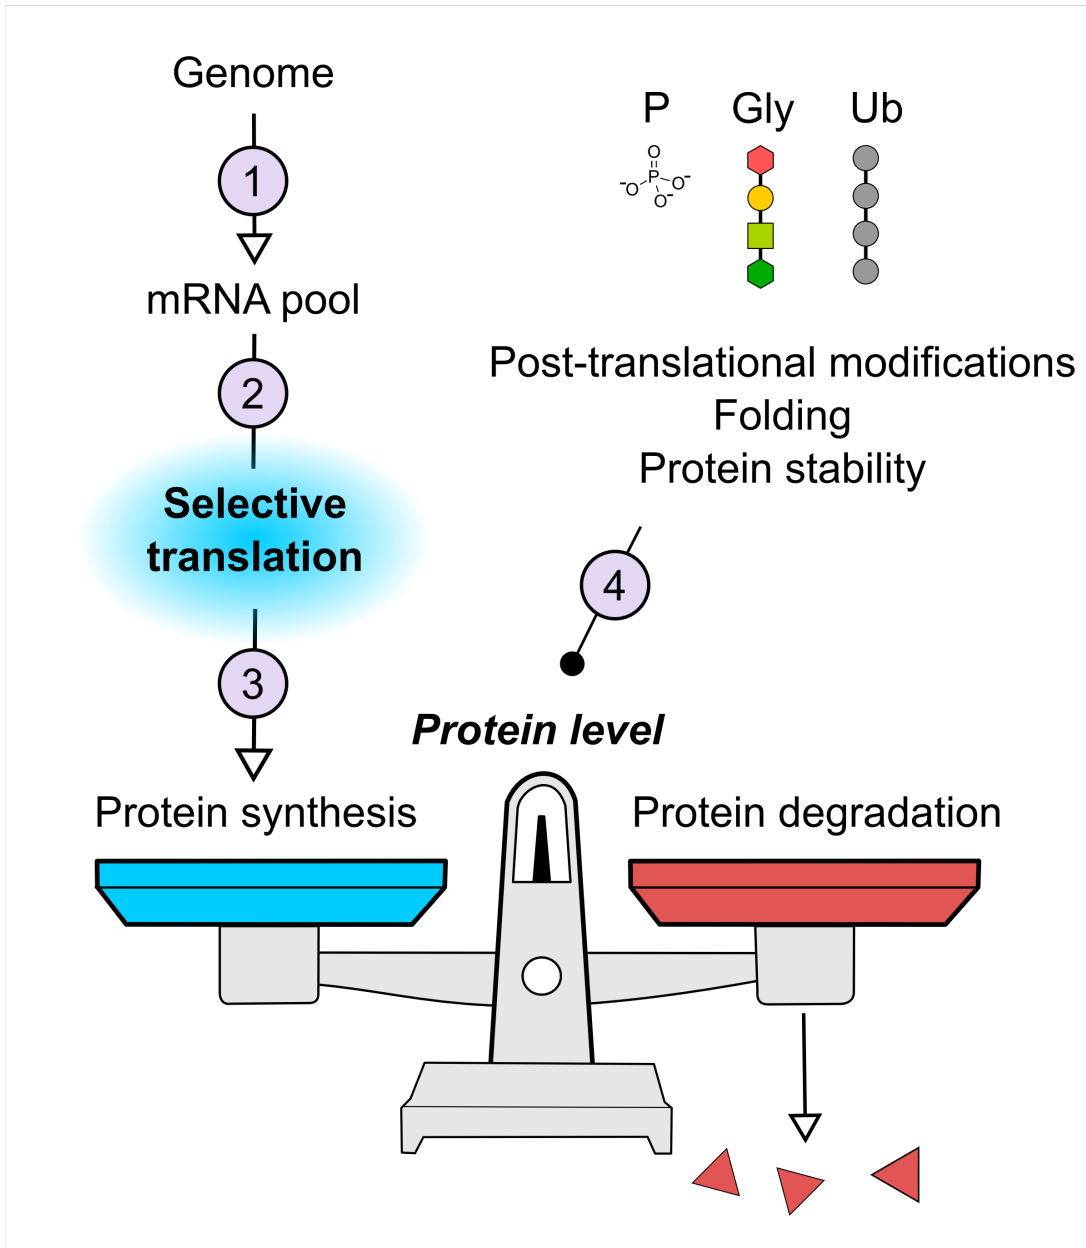 Genome
1
mRNA pool
2
Selective
translation
3
P Gly Ub
O
P
⁻O O⁻
O⁻
Post-translational modifications
Folding
Protein stability
4
Protein level
Protein synthesis
Protein degradation